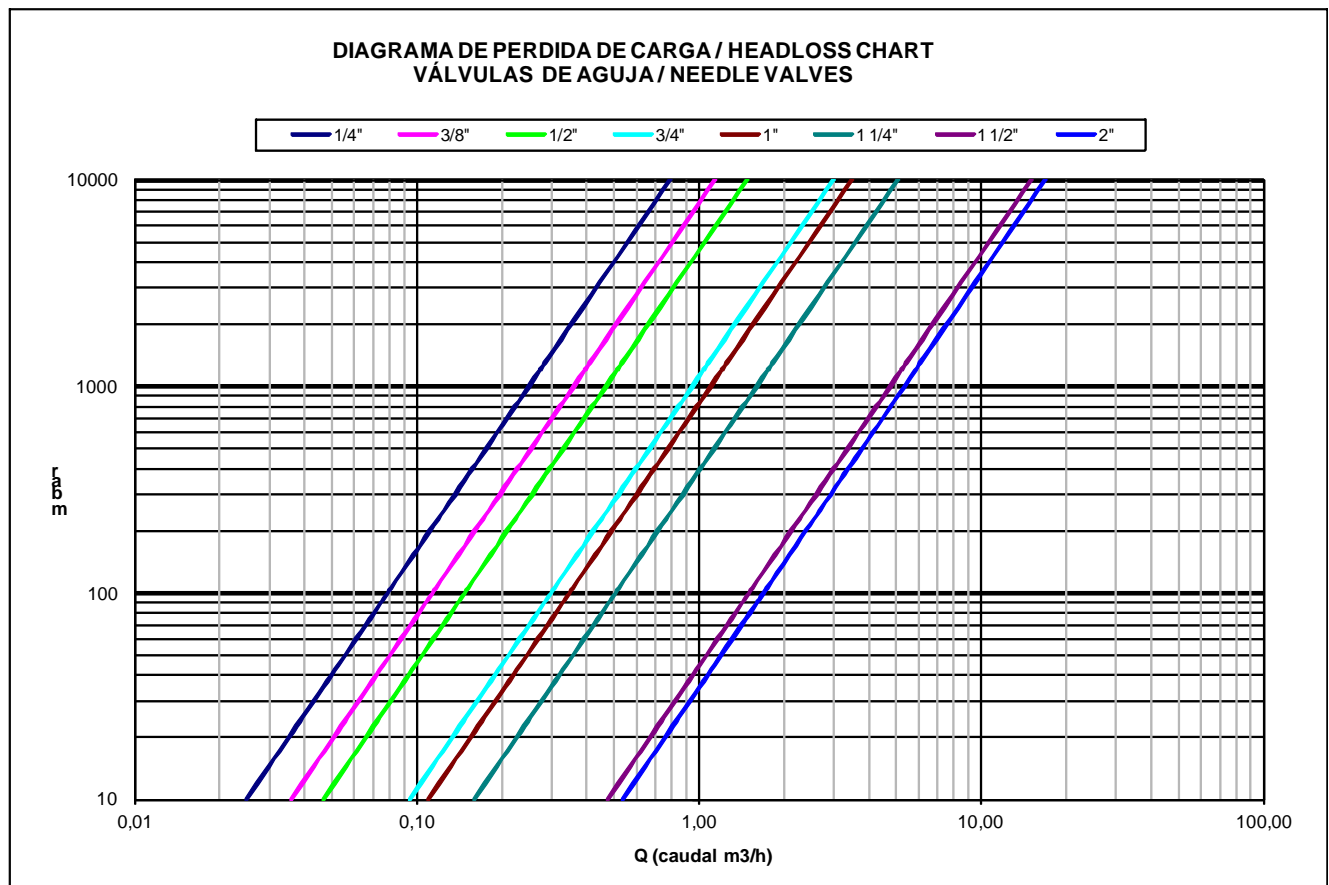 DIAGRAMA DE PERDIDA DE CARGA / HEADLOSS CHART
VÁLVULAS DE AGUJA / NEEDLE VALVES
1/4" 3/8" 1/2" 3/4" 1" 1 1/4" 1 1/2" 2"
10000
1000
100
10
mbar
0,01 0,10 1,00 10,00 100,00
Q (caudal m3/h)